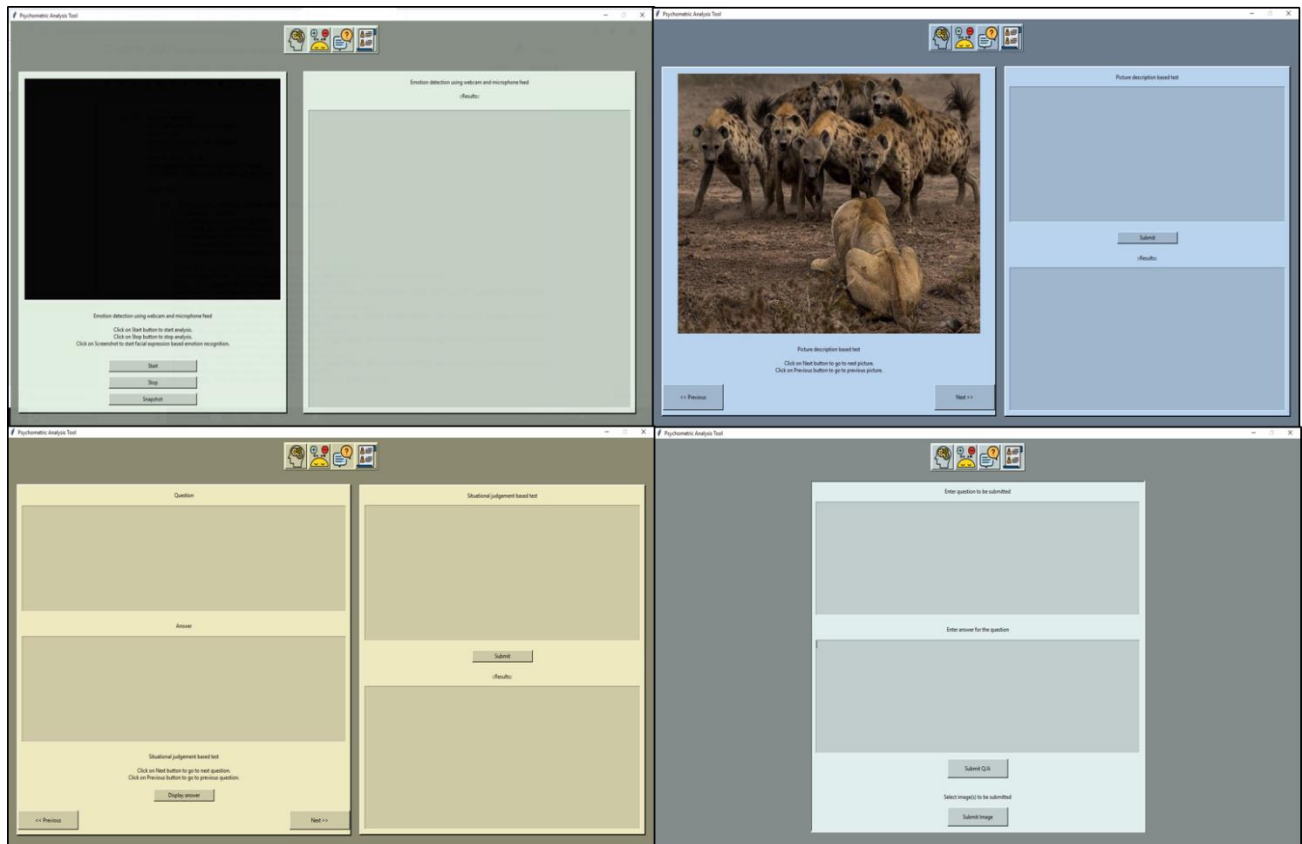 Psychometric Analysis Tool
Emotion detection using webcam and microphone feed
Click on Start button to start analysis.
Click on Stop button to stop analysis.
Click on Screenshot to start facial expression based emotion recognition.
Start
Stop
Snapshot
Emotion detection using webcam and microphone feed
::Results::
Psychometric Analysis Tool
Picture description based test
Click on Next button to go to next picture.
Click on Previous button to go to previous picture.
<< Previous
Next >>
Picture description based test
Submit
::Results::
Psychometric Analysis Tool
Question
Answer
Situational judgement based test
Click on Next button to go to next question.
Click on Previous button to go to previous question.
Display answer
<< Previous
Next >>
Situational judgement based test
Submit
::Results::
Psychometric Analysis Tool
Enter question to be submitted
Enter answer for the question
Submit Q/A
Select image(s) to be submitted
Submit Image